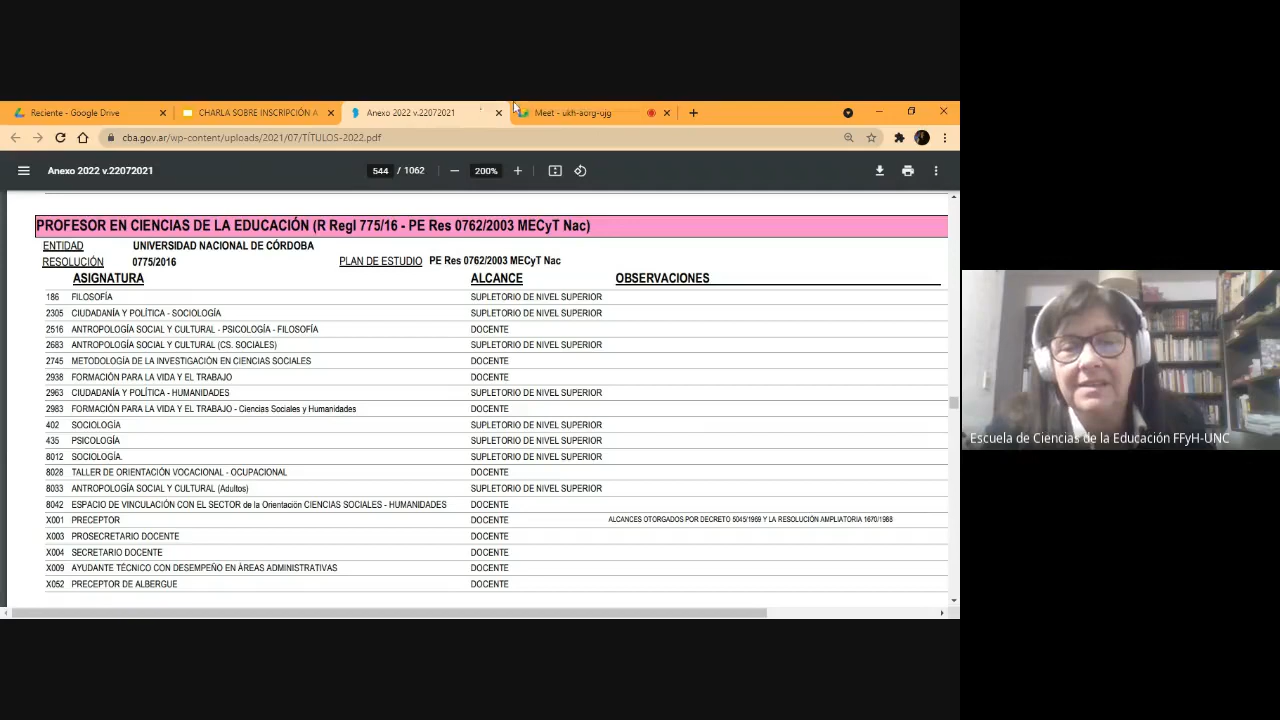 Reciente - Google Drive
CHARLA SOBRE INSCRIPCIÓN A
Anexo 2022 v.22072021
Meet - ukh-aorg-ujg
cba.gov.ar/wp-content/uploads/2021/07/TÍTULOS-2022.pdf
Anexo 2022 v.22072021
544 / 1062
200%
PROFESOR EN CIENCIAS DE LA EDUCACIÓN (R Regl 775/16 - PE Res 0762/2003 MECyT Nac)
ENTIDAD UNIVERSIDAD NACIONAL DE CÓRDOBA
RESOLUCIÓN 0775/2016 PLAN DE ESTUDIO PE Res 0762/2003 MECyT Nac
ASIGNATURA ALCANCE OBSERVACIONES
186 FILOSOFÍA SUPLETORIO DE NIVEL SUPERIOR
2305 CIUDADANÍA Y POLÍTICA - SOCIOLOGÍA SUPLETORIO DE NIVEL SUPERIOR
2516 ANTROPOLOGÍA SOCIAL Y CULTURAL - PSICOLOGÍA - FILOSOFÍA DOCENTE
2683 ANTROPOLOGÍA SOCIAL Y CULTURAL (CS. SOCIALES) SUPLETORIO DE NIVEL SUPERIOR
2745 METODOLOGÍA DE LA INVESTIGACIÓN EN CIENCIAS SOCIALES DOCENTE
2938 FORMACIÓN PARA LA VIDA Y EL TRABAJO DOCENTE
2963 CIUDADANÍA Y POLÍTICA - HUMANIDADES SUPLETORIO DE NIVEL SUPERIOR
2983 FORMACIÓN PARA LA VIDA Y EL TRABAJO - Ciencias Sociales y Humanidades DOCENTE
402 SOCIOLOGÍA SUPLETORIO DE NIVEL SUPERIOR
435 PSICOLOGÍA SUPLETORIO DE NIVEL SUPERIOR
8012 SOCIOLOGÍA. SUPLETORIO DE NIVEL SUPERIOR
8028 TALLER DE ORIENTACIÓN VOCACIONAL - OCUPACIONAL DOCENTE
8033 ANTROPOLOGÍA SOCIAL Y CULTURAL (Adultos) SUPLETORIO DE NIVEL SUPERIOR
8042 ESPACIO DE VINCULACIÓN CON EL SECTOR de la Orientación CIENCIAS SOCIALES - HUMANIDADES DOCENTE
X001 PRECEPTOR DOCENTE ALCANCES OTORGADOS POR DECRETO 5045/1969 Y LA RESOLUCIÓN AMPLIATORIA 1670/1988
X003 PROSECRETARIO DOCENTE DOCENTE
X004 SECRETARIO DOCENTE DOCENTE
X009 AYUDANTE TÉCNICO CON DESEMPEÑO EN ÁREAS ADMINISTRATIVAS DOCENTE
X052 PRECEPTOR DE ALBERGUE DOCENTE
Escuela de Ciencias de la Educación FFyH-UNC